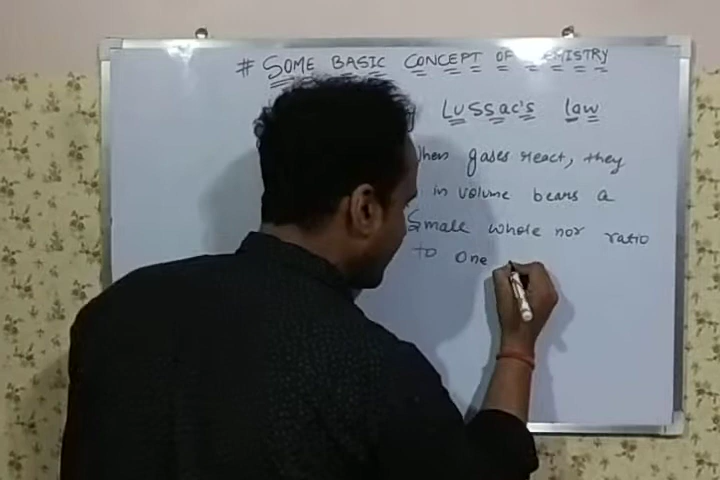 # SOME BASIC CONCEPT OF CHEMISTRY
LUSSAC'S law
when gases react, they
in volume bears a
Small whole nor ratio
to one